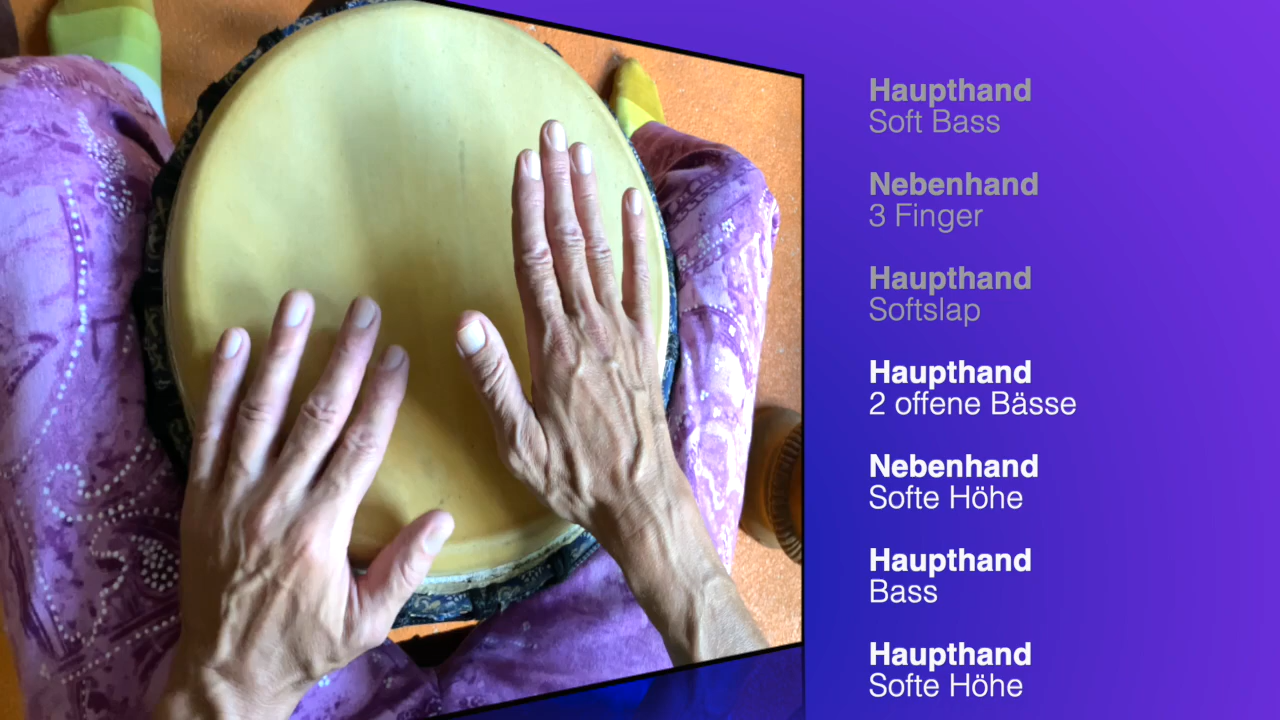 Haupthand
Soft Bass
Nebenhand
3 Finger
Haupthand
Softslap
Haupthand
2 offene Bässe
Nebenhand
Softe Höhe
Haupthand
Bass
Haupthand
Softe Höhe